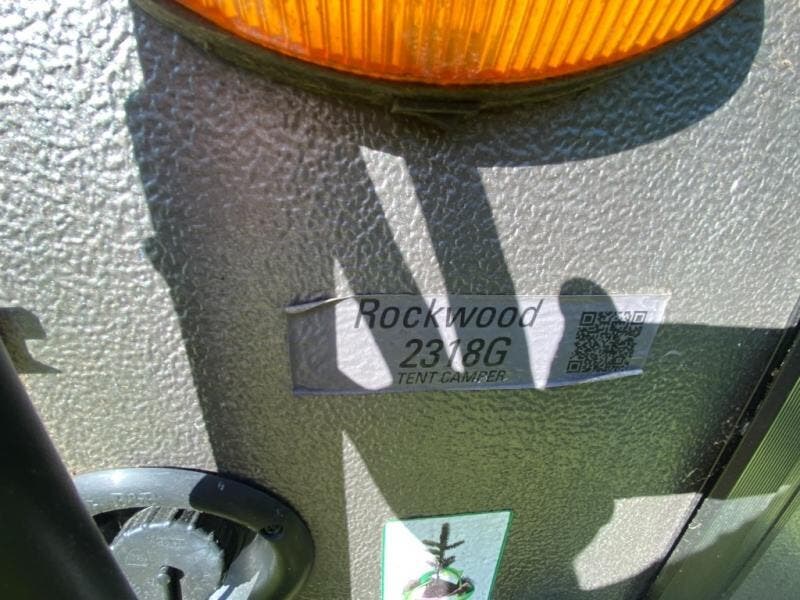 Rockwood
2318G
TENT CAMPER